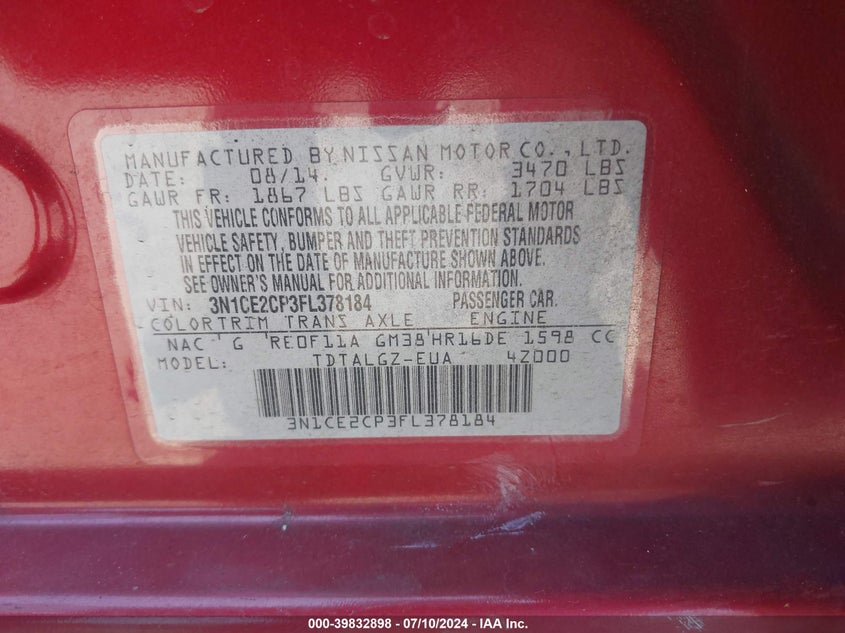 MANUFACTURED BY NISSAN MOTOR CO., LTD.
DATE: 08/14 GVWR: 3470 LBS
GAWR FR: 1867 LBS GAWR RR: 1704 LBS
THIS VEHICLE CONFORMS TO ALL APPLICABLE FEDERAL MOTOR
VEHICLE SAFETY, BUMPER AND THEFT PREVENTION STANDARDS
IN EFFECT ON THE DATE OF MANUFACTURE SHOWN ABOVE.
SEE OWNER'S MANUAL FOR ADDITIONAL INFORMATION.
VIN: 3N1CE2CP3FL378184 PASSENGER CAR.
COLOR TRIM TRANS AXLE ENGINE
NAC G RE0F11A GM38 HR16DE 1598 CC
MODEL: TDTALGZ-EUA 4Z000
3N1CE2CP3FL378184
000-39832898 - 07/10/2024 - IAA Inc.